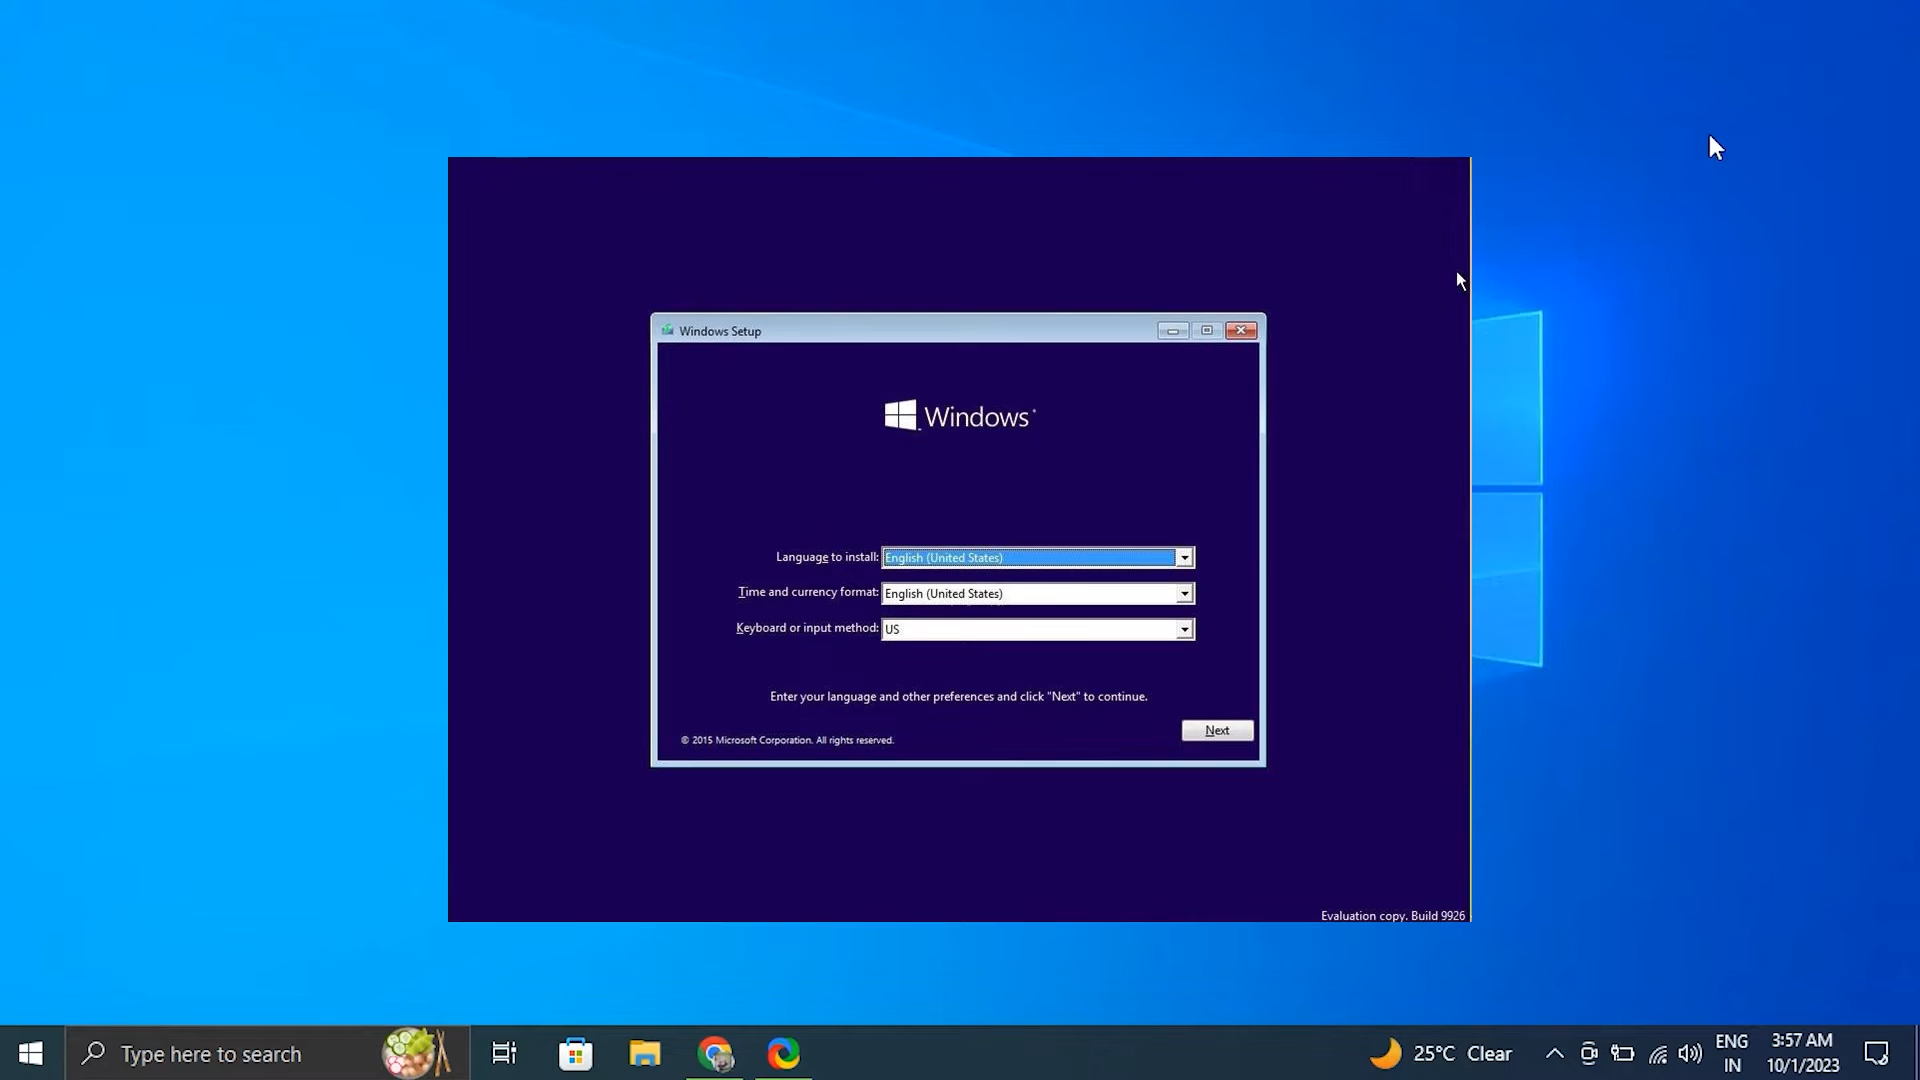 Windows Setup
Windows
Language to install: English (United States)
Time and currency format: English (United States)
Keyboard or input method: US
Enter your language and other preferences and click "Next" to continue.
Next
© 2015 Microsoft Corporation. All rights reserved.
Evaluation copy. Build 9926
Type here to search
25°C Clear
ENG
IN
3:57 AM
10/1/2023